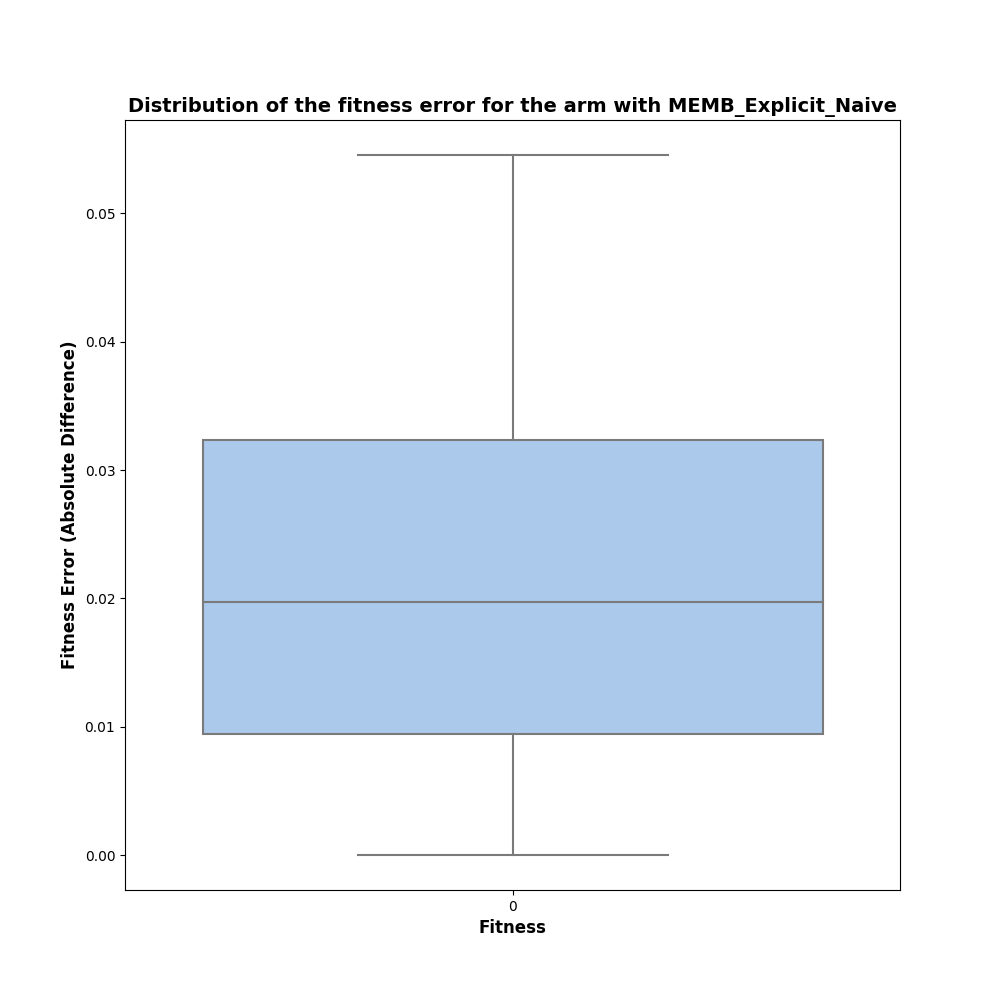 Distribution of the fitness error for the arm with MEMB_Explicit_Naive
Fitness Error (Absolute Difference)
0.05
0.04
0.03
0.02
0.01
0.00
0
Fitness